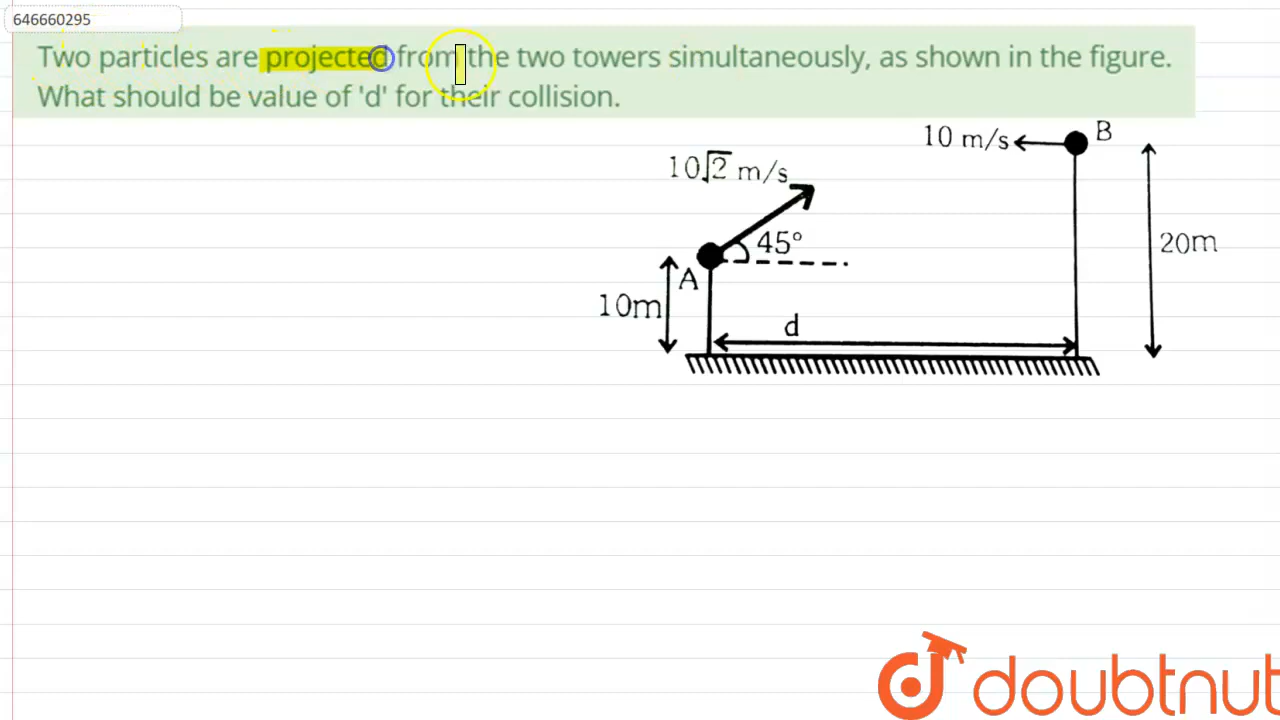 646660295
Two particles are projected from the two towers simultaneously, as shown in the figure.
What should be value of 'd' for their collision.
10 m/s
B
10√2 m/s
45°
20m
A
10m
d
doubtnut